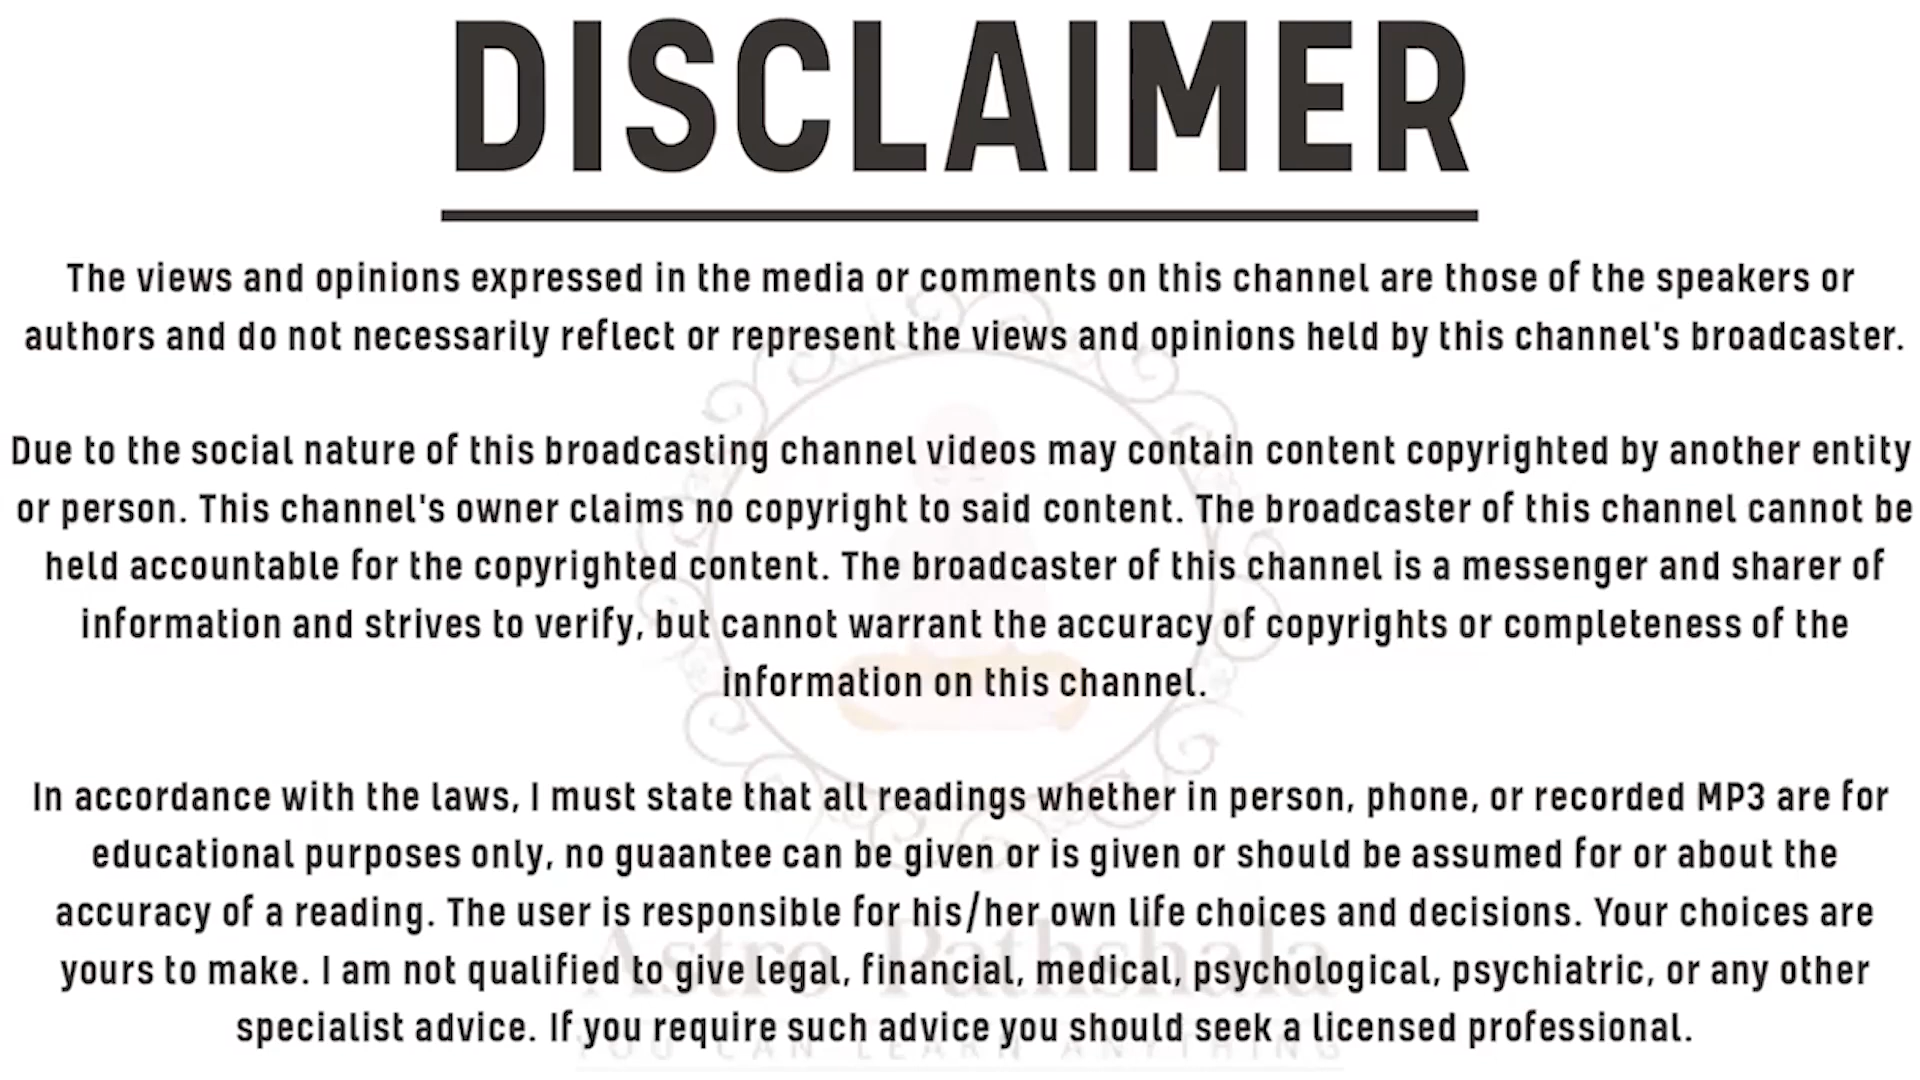 DISCLAIMER
The views and opinions expressed in the media or comments on this channel are those of the speakers or
authors and do not necessarily reflect or represent the views and opinions held by this channel's broadcaster.
Due to the social nature of this broadcasting channel videos may contain content copyrighted by another entity
or person. This channel's owner claims no copyright to said content. The broadcaster of this channel cannot be
held accountable for the copyrighted content. The broadcaster of this channel is a messenger and sharer of
information and strives to verify, but cannot warrant the accuracy of copyrights or completeness of the
information on this channel.
In accordance with the laws, I must state that all readings whether in person, phone, or recorded MP3 are for
educational purposes only, no guaantee can be given or is given or should be assumed for or about the
accuracy of a reading. The user is responsible for his/her own life choices and decisions. Your choices are
Astro Pathshala
yours to make. I am not qualified to give legal, financial, medical, psychological, psychiatric, or any other
specialist advice. If you require such advice you should seek a licensed professional.
YOU CAN LEARN ANYTHING